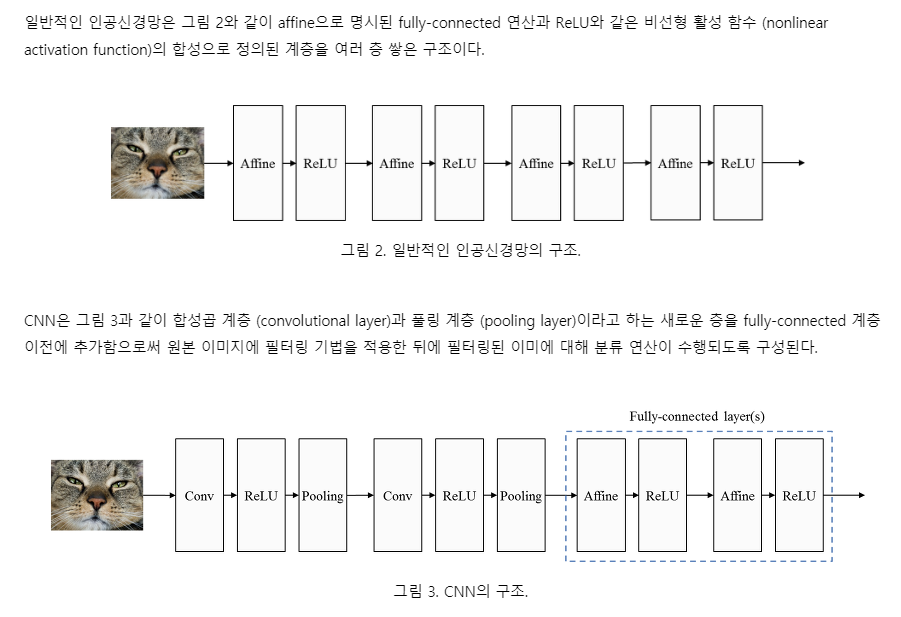 일반적인 인공신경망은 그림 2와 같이 affine으로 명시된 fully-connected 연산과 ReLU와 같은 비선형 활성 함수 (nonlinear
activation function)의 합성으로 정의된 계층을 여러 층 쌓은 구조이다.
Affine ReLU Affine ReLU Affine ReLU Affine ReLU
그림 2. 일반적인 인공신경망의 구조.
CNN은 그림 3과 같이 합성곱 계층 (convolutional layer)과 풀링 계층 (pooling layer)이라고 하는 새로운 층을 fully-connected 계층
이전에 추가함으로써 원본 이미지에 필터링 기법을 적용한 뒤에 필터링된 이미에 대해 분류 연산이 수행되도록 구성된다.
Fully-connected layer(s)
Conv ReLU Pooling Conv ReLU Pooling Affine ReLU Affine ReLU
그림 3. CNN의 구조.